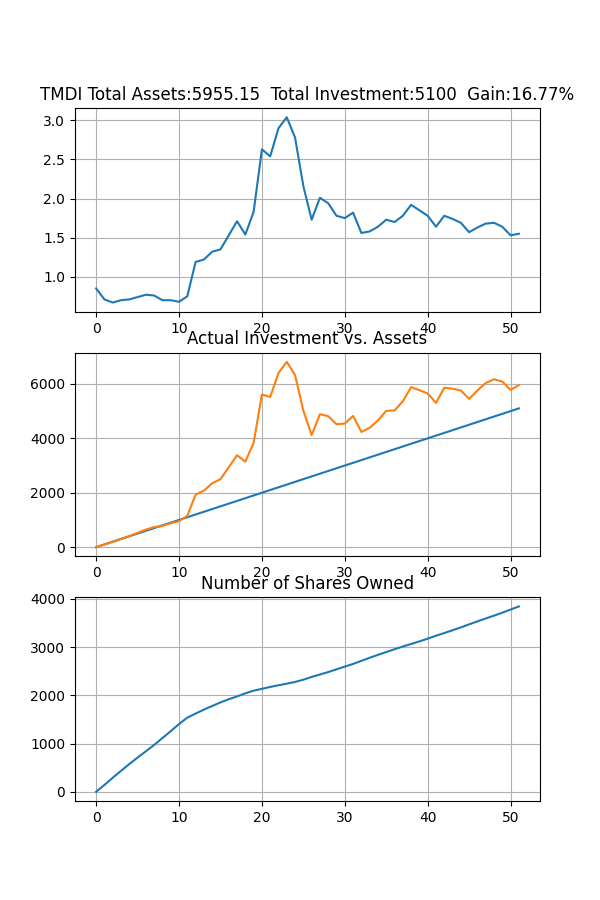 TMDI Total Assets:5955.15  Total Investment:5100  Gain:16.77%
3.0
2.5
2.0
1.5
1.0
0 10 20 30 40 50
Actual Investment vs. Assets
6000
4000
2000
0
0 10 20 30 40 50
Number of Shares Owned
4000
3000
2000
1000
0
0 10 20 30 40 50